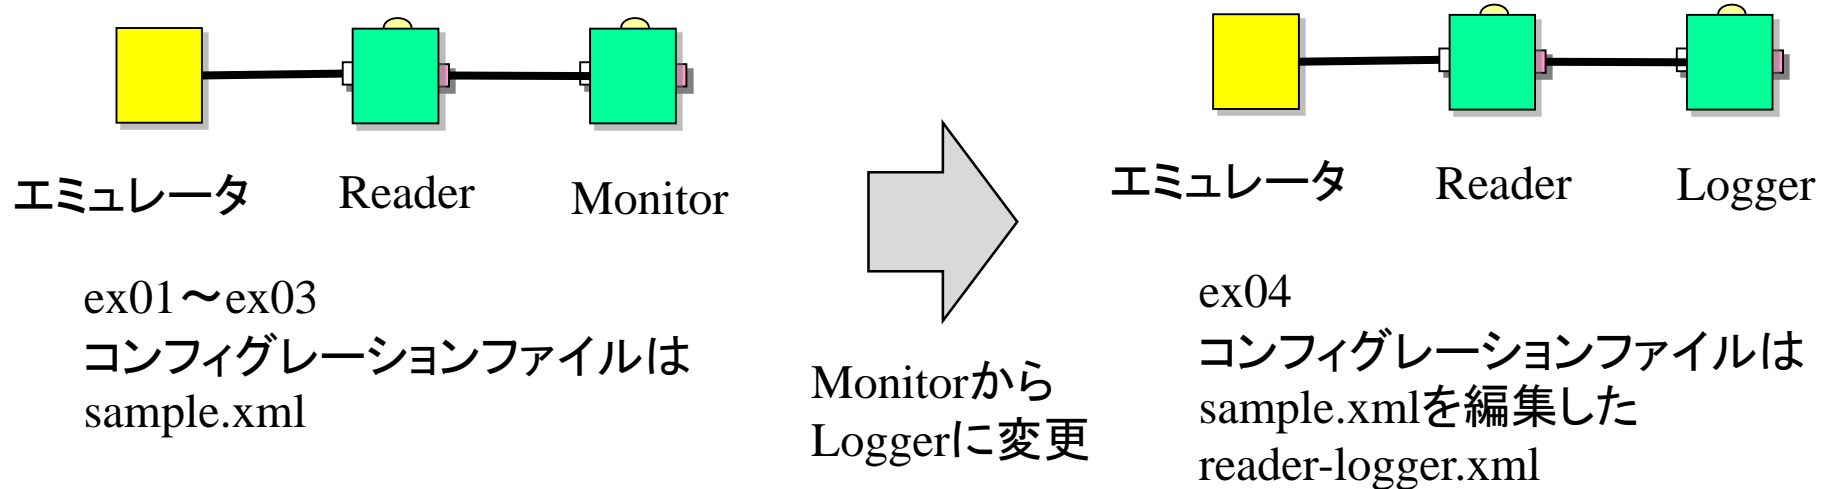 エミュレータ
Reader
Monitor
ex01～ex03
コンフィグレーションファイルは
sample.xml
Monitorから
Loggerに変更
エミュレータ
Reader
Logger
ex04
コンフィグレーションファイルは
sample.xmlを編集した
reader-logger.xml